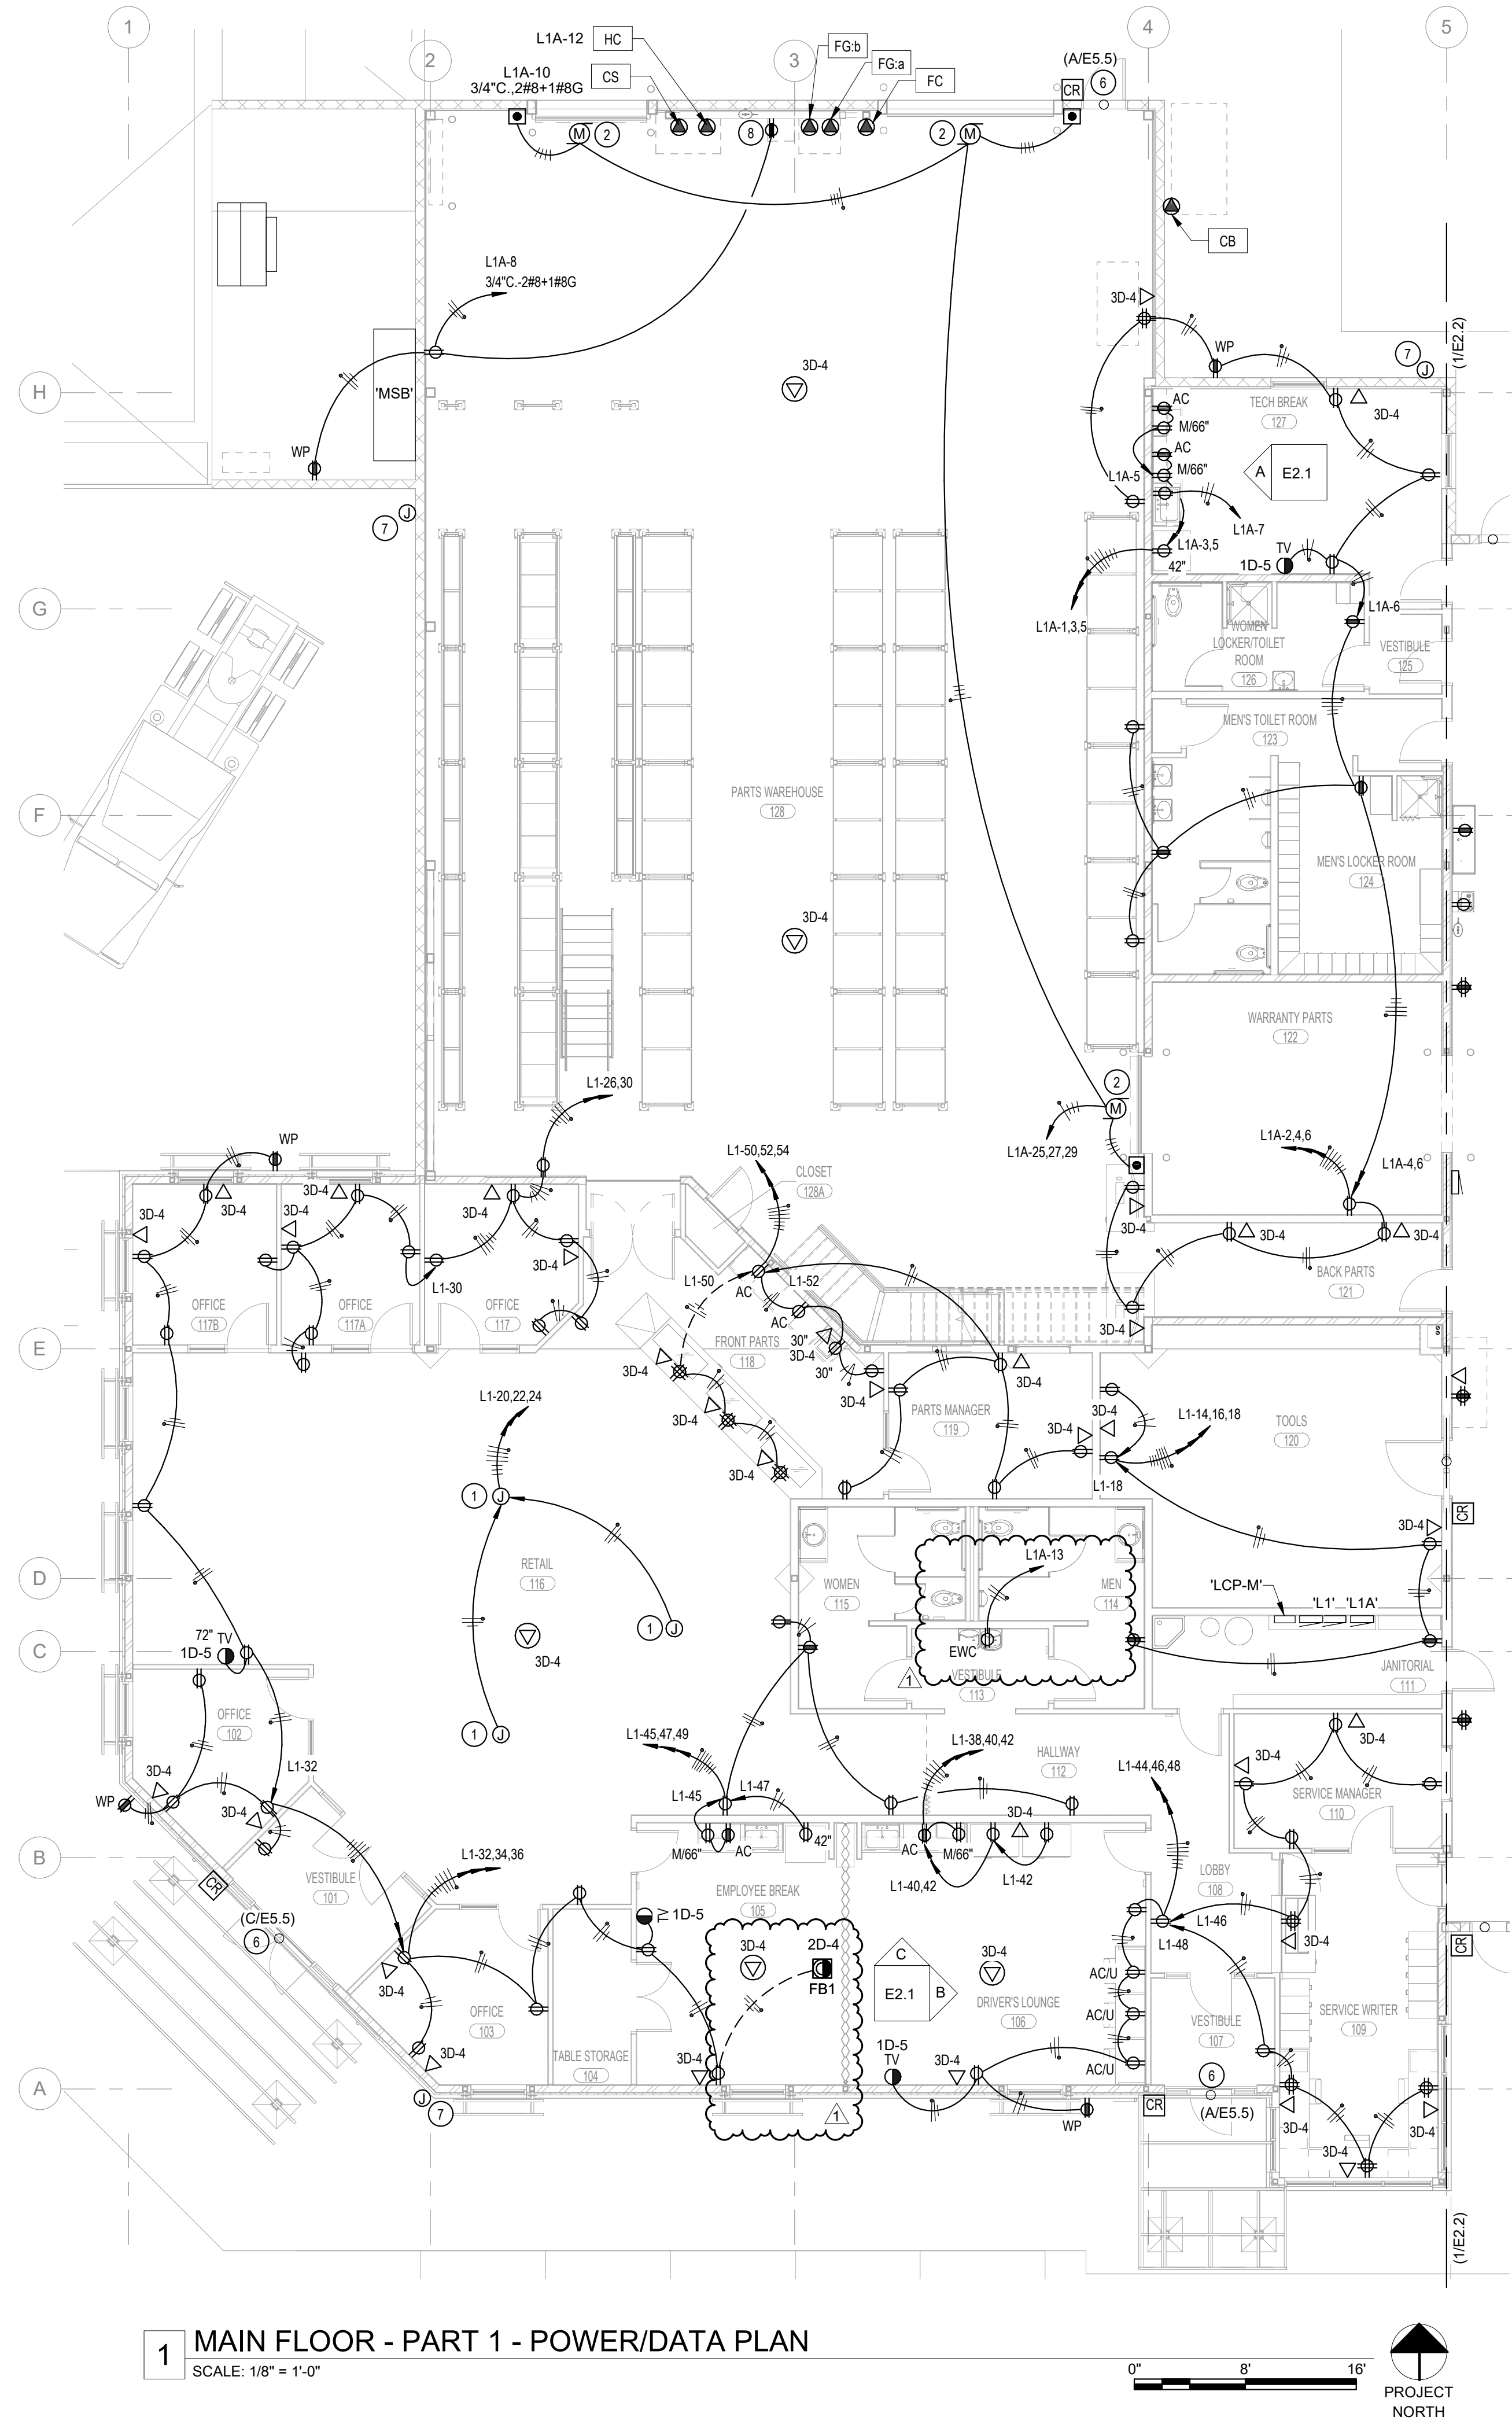 1
2
3
4
5
L1A-12
HC
L1A-10
3/4"C.,2#8+1#8G
CS
FG:b
FG:a
FC
(A/E5.5)
CR
6
M
2
8
2
M
CB
L1A-8
3/4"C.-2#8+1#8G
3D-4
WP
7
J
(1/E2.2)
H
'MSB'
3D-4
AC
TECH BREAK
127
3D-4
M/66"
WP
AC
M/66"
A
E2.1
L1A-5
7
J
L1A-7
L1A-3,5
TV
1D-5
42"
G
L1A-1,3,5
L1A-6
WOMEN
LOCKER/TOILET
ROOM
126
VESTIBULE
125
MEN'S TOILET ROOM
123
PARTS WAREHOUSE
128
F
MEN'S LOCKER ROOM
124
3D-4
WARRANTY PARTS
122
L1-26,30
2
M
WP
L1-50,52,54
L1A-25,27,29
L1A-2,4,6
L1A-4,6
CLOSET
128A
3D-4
3D-4
3D-4
3D-4
3D-4
3D-4
3D-4
3D-4
3D-4
BACK PARTS
121
L1-30
L1-50
L1-52
AC
AC
OFFICE
117B
OFFICE
117A
OFFICE
117
3D-4
E
FRONT PARTS
118
30"
3D-4
30"
3D-4
3D-4
3D-4
L1-20,22,24
3D-4
3D-4
PARTS MANAGER
119
3D-4
3D-4
L1-14,16,18
TOOLS
120
3D-4
L1-18
1
J
CR
3D-4
RETAIL
116
L1A-13
D
WOMEN
115
MEN
114
'LCP-M'
'L1'
'L1A'
1
J
72"
TV
1D-5
3D-4
C
EWC
VESTIBULE
113
1
JANITORIAL
111
OFFICE
102
1
J
L1-45,47,49
L1-38,40,42
HALLWAY
112
L1-44,46,48
3D-4
3D-4
L1-32
3D-4
WP
3D-4
L1-45
L1-47
SERVICE MANAGER
110
3D-4
42"
M/66"
AC
AC
M/66"
B
L1-32,34,36
VESTIBULE
101
CR
L1-40,42
L1-42
LOBBY
108
EMPLOYEE BREAK
105
TV
1D-5
(C/E5.5)
6
L1-46
L1-48
3D-4
CR
3D-4
2D-4
FB1
C
E2.1
B
3D-4
AC/U
3D-4
DRIVER'S LOUNGE
106
AC/U
OFFICE
103
VESTIBULE
107
SERVICE WRITER
109
3D-4
TABLE STORAGE
104
3D-4
1D-5
TV
3D-4
AC/U
6
A
J
7
1
WP
CR
(A/E5.5)
3D-4
3D-4
3D-4
(1/E2.2)
1
MAIN FLOOR - PART 1 - POWER/DATA PLAN
SCALE: 1/8" = 1'-0"
0"
8'
16'
PROJECT
NORTH